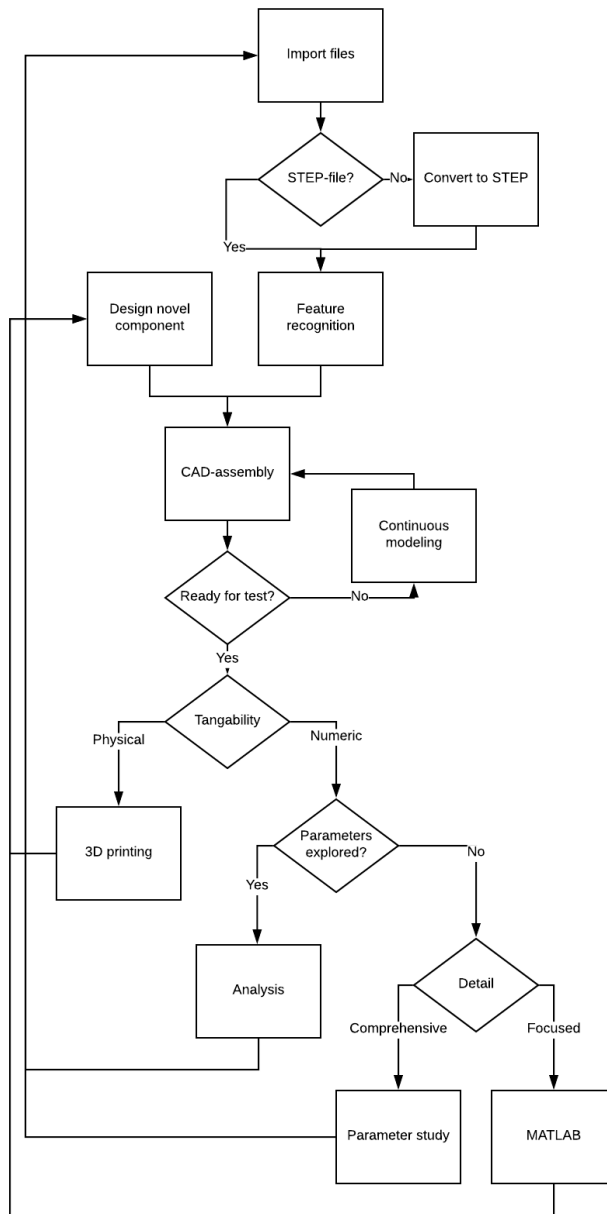 Import files
STEP-file?
No
Convert to STEP
Yes
Design novel
component
Feature
recognition
CAD-assembly
Continuous
modeling
Ready for test?
No
Yes
Tangability
Physical
Numeric
3D printing
Parameters
explored?
Yes
No
Analysis
Detail
Comprehensive
Focused
Parameter study
MATLAB